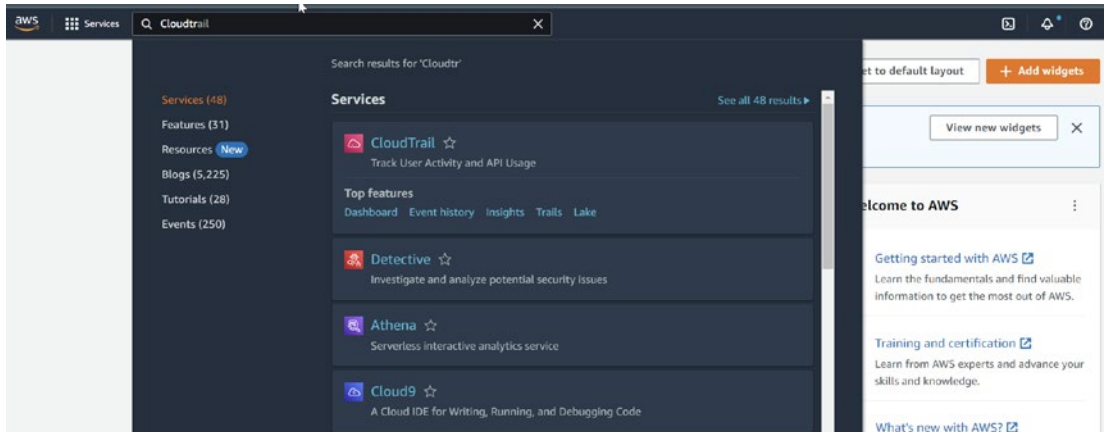 aws Services Cloudtrail
Search results for 'Cloudtr'
Services (48)
Features (31)
Resources New
Blogs (5,225)
Tutorials (28)
Events (250)
Services See all 48 results
CloudTrail
Track User Activity and API Usage
Top features
Dashboard Event history Insights Trails Lake
Detective
Investigate and analyze potential security issues
Athena
Serverless interactive analytics service
Cloud9
A Cloud IDE for Writing, Running, and Debugging Code
to default layout + Add widgets
View new widgets
to AWS
Getting started with AWS
Learn the fundamentals and find valuable
information to get the most out of AWS.
Training and certification
Learn from AWS experts and advance your
skills and knowledge.
What's new with AWS?